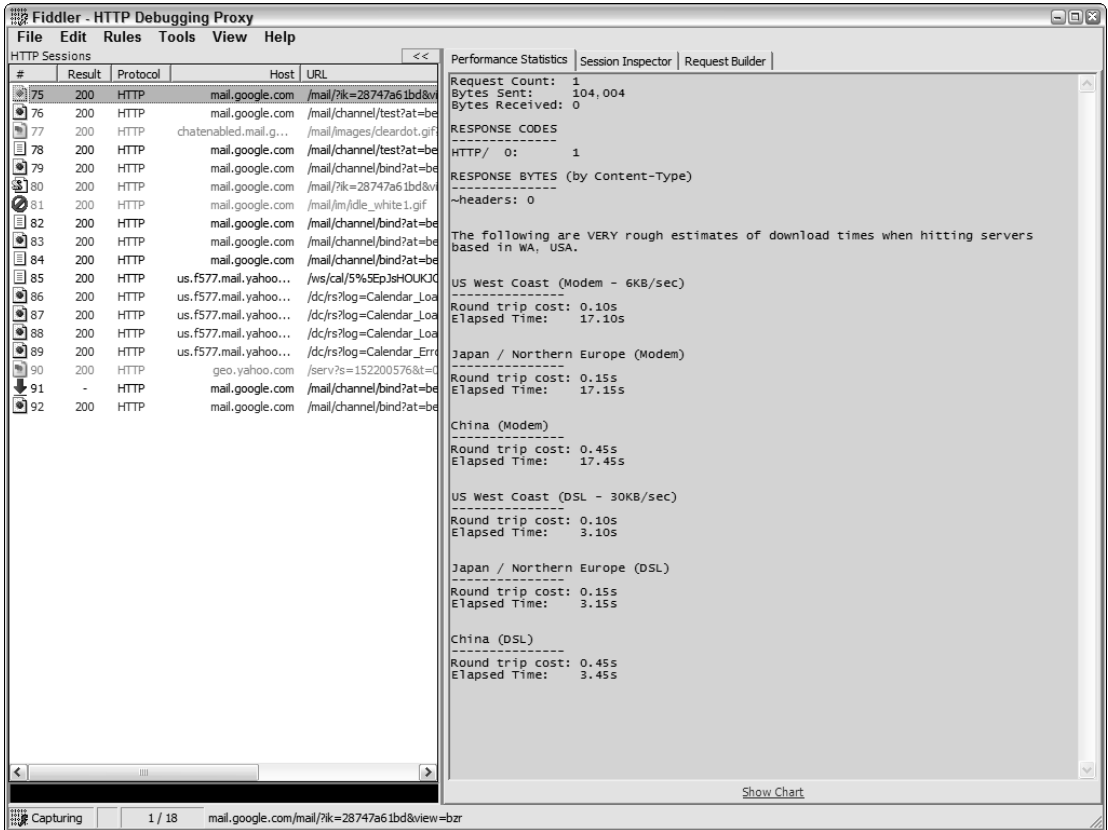 Fiddler - HTTP Debugging Proxy
File Edit Rules Tools View Help
HTTP Sessions <<
# Result Protocol Host URL
75 200 HTTP mail.google.com /mail/?ik=28747a61bd&vi
76 200 HTTP mail.google.com /mail/channel/test?at=be
77 200 HTTP chatenabled.mail.g... /mail/images/cleardot.gif?
78 200 HTTP mail.google.com /mail/channel/test?at=be
79 200 HTTP mail.google.com /mail/channel/bind?at=be
80 200 HTTP mail.google.com /mail/?ik=28747a61bd&vi
81 200 HTTP mail.google.com /mail/im/idle_white1.gif
82 200 HTTP mail.google.com /mail/channel/bind?at=be
83 200 HTTP mail.google.com /mail/channel/bind?at=be
84 200 HTTP mail.google.com /mail/channel/bind?at=be
85 200 HTTP us.f577.mail.yahoo... /ws/cal/5%5EpJsHOUKJC
86 200 HTTP us.f577.mail.yahoo... /dc/rs?log=Calendar_Loa
87 200 HTTP us.f577.mail.yahoo... /dc/rs?log=Calendar_Loa
88 200 HTTP us.f577.mail.yahoo... /dc/rs?log=Calendar_Loa
89 200 HTTP us.f577.mail.yahoo... /dc/rs?log=Calendar_Erro
90 200 HTTP geo.yahoo.com /serv?s=152200576&t=0
91 - HTTP mail.google.com /mail/channel/bind?at=be
92 200 HTTP mail.google.com /mail/channel/bind?at=be
Performance Statistics Session Inspector Request Builder
Request Count: 1
Bytes Sent: 104,004
Bytes Received: 0
RESPONSE CODES
--------------
HTTP/ 0: 1
RESPONSE BYTES (by Content-Type)
--------------
~headers: 0
The following are VERY rough estimates of download times when hitting servers
based in WA, USA.
US West Coast (Modem - 6KB/sec)
---------------
Round trip cost: 0.10s
Elapsed Time: 17.10s
Japan / Northern Europe (Modem)
---------------
Round trip cost: 0.15s
Elapsed Time: 17.15s
China (Modem)
---------------
Round trip cost: 0.45s
Elapsed Time: 17.45s
US West Coast (DSL - 30KB/sec)
---------------
Round trip cost: 0.10s
Elapsed Time: 3.10s
Japan / Northern Europe (DSL)
---------------
Round trip cost: 0.15s
Elapsed Time: 3.15s
China (DSL)
---------------
Round trip cost: 0.45s
Elapsed Time: 3.45s
Show Chart
Capturing 1 / 18 mail.google.com/mail/?ik=28747a61bd&view=bzr